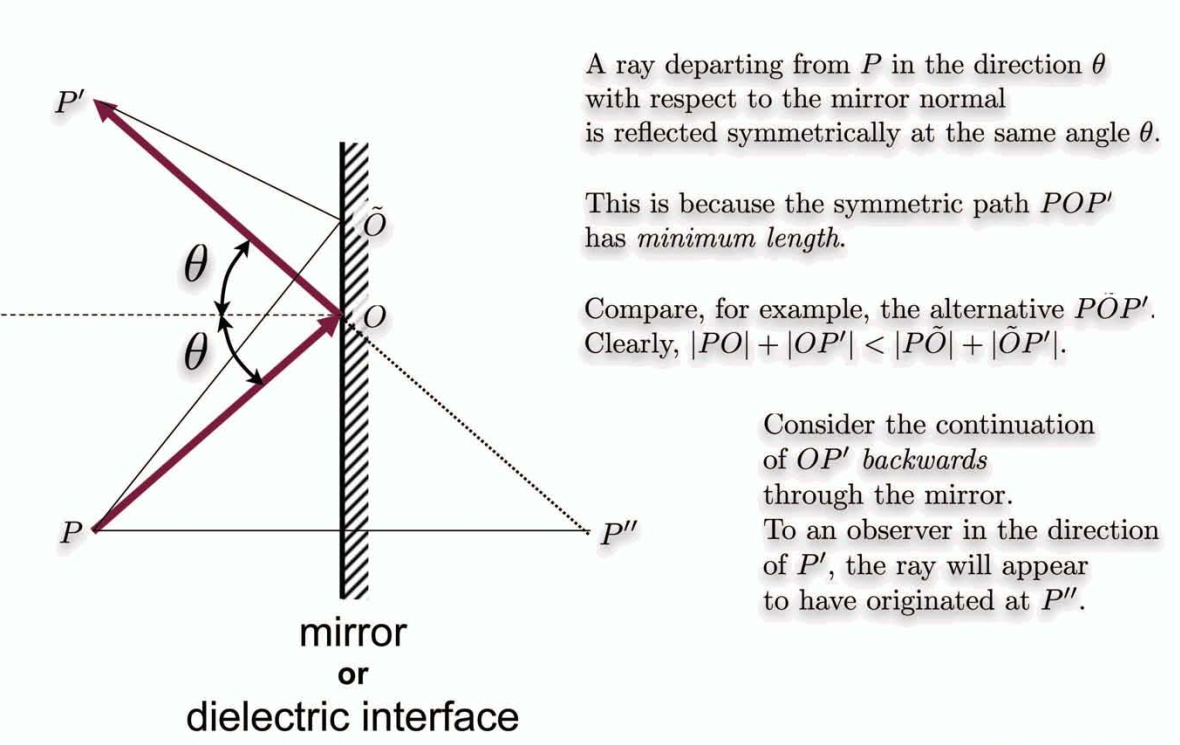 A ray departing from P in the direction θ
with respect to the mirror normal
is reflected symmetrically at the same angle θ.
This is because the symmetric path POP′
has minimum length.
Compare, for example, the alternative PÕP′.
Clearly, |PO| + |OP′| < |PÕ| + |ÕP′|.
Consider the continuation
of OP′ backwards
through the mirror.
To an observer in the direction
of P′, the ray will appear
to have originated at P″.
P′
Õ
θ
O
θ
P
P″
mirror
or
dielectric interface